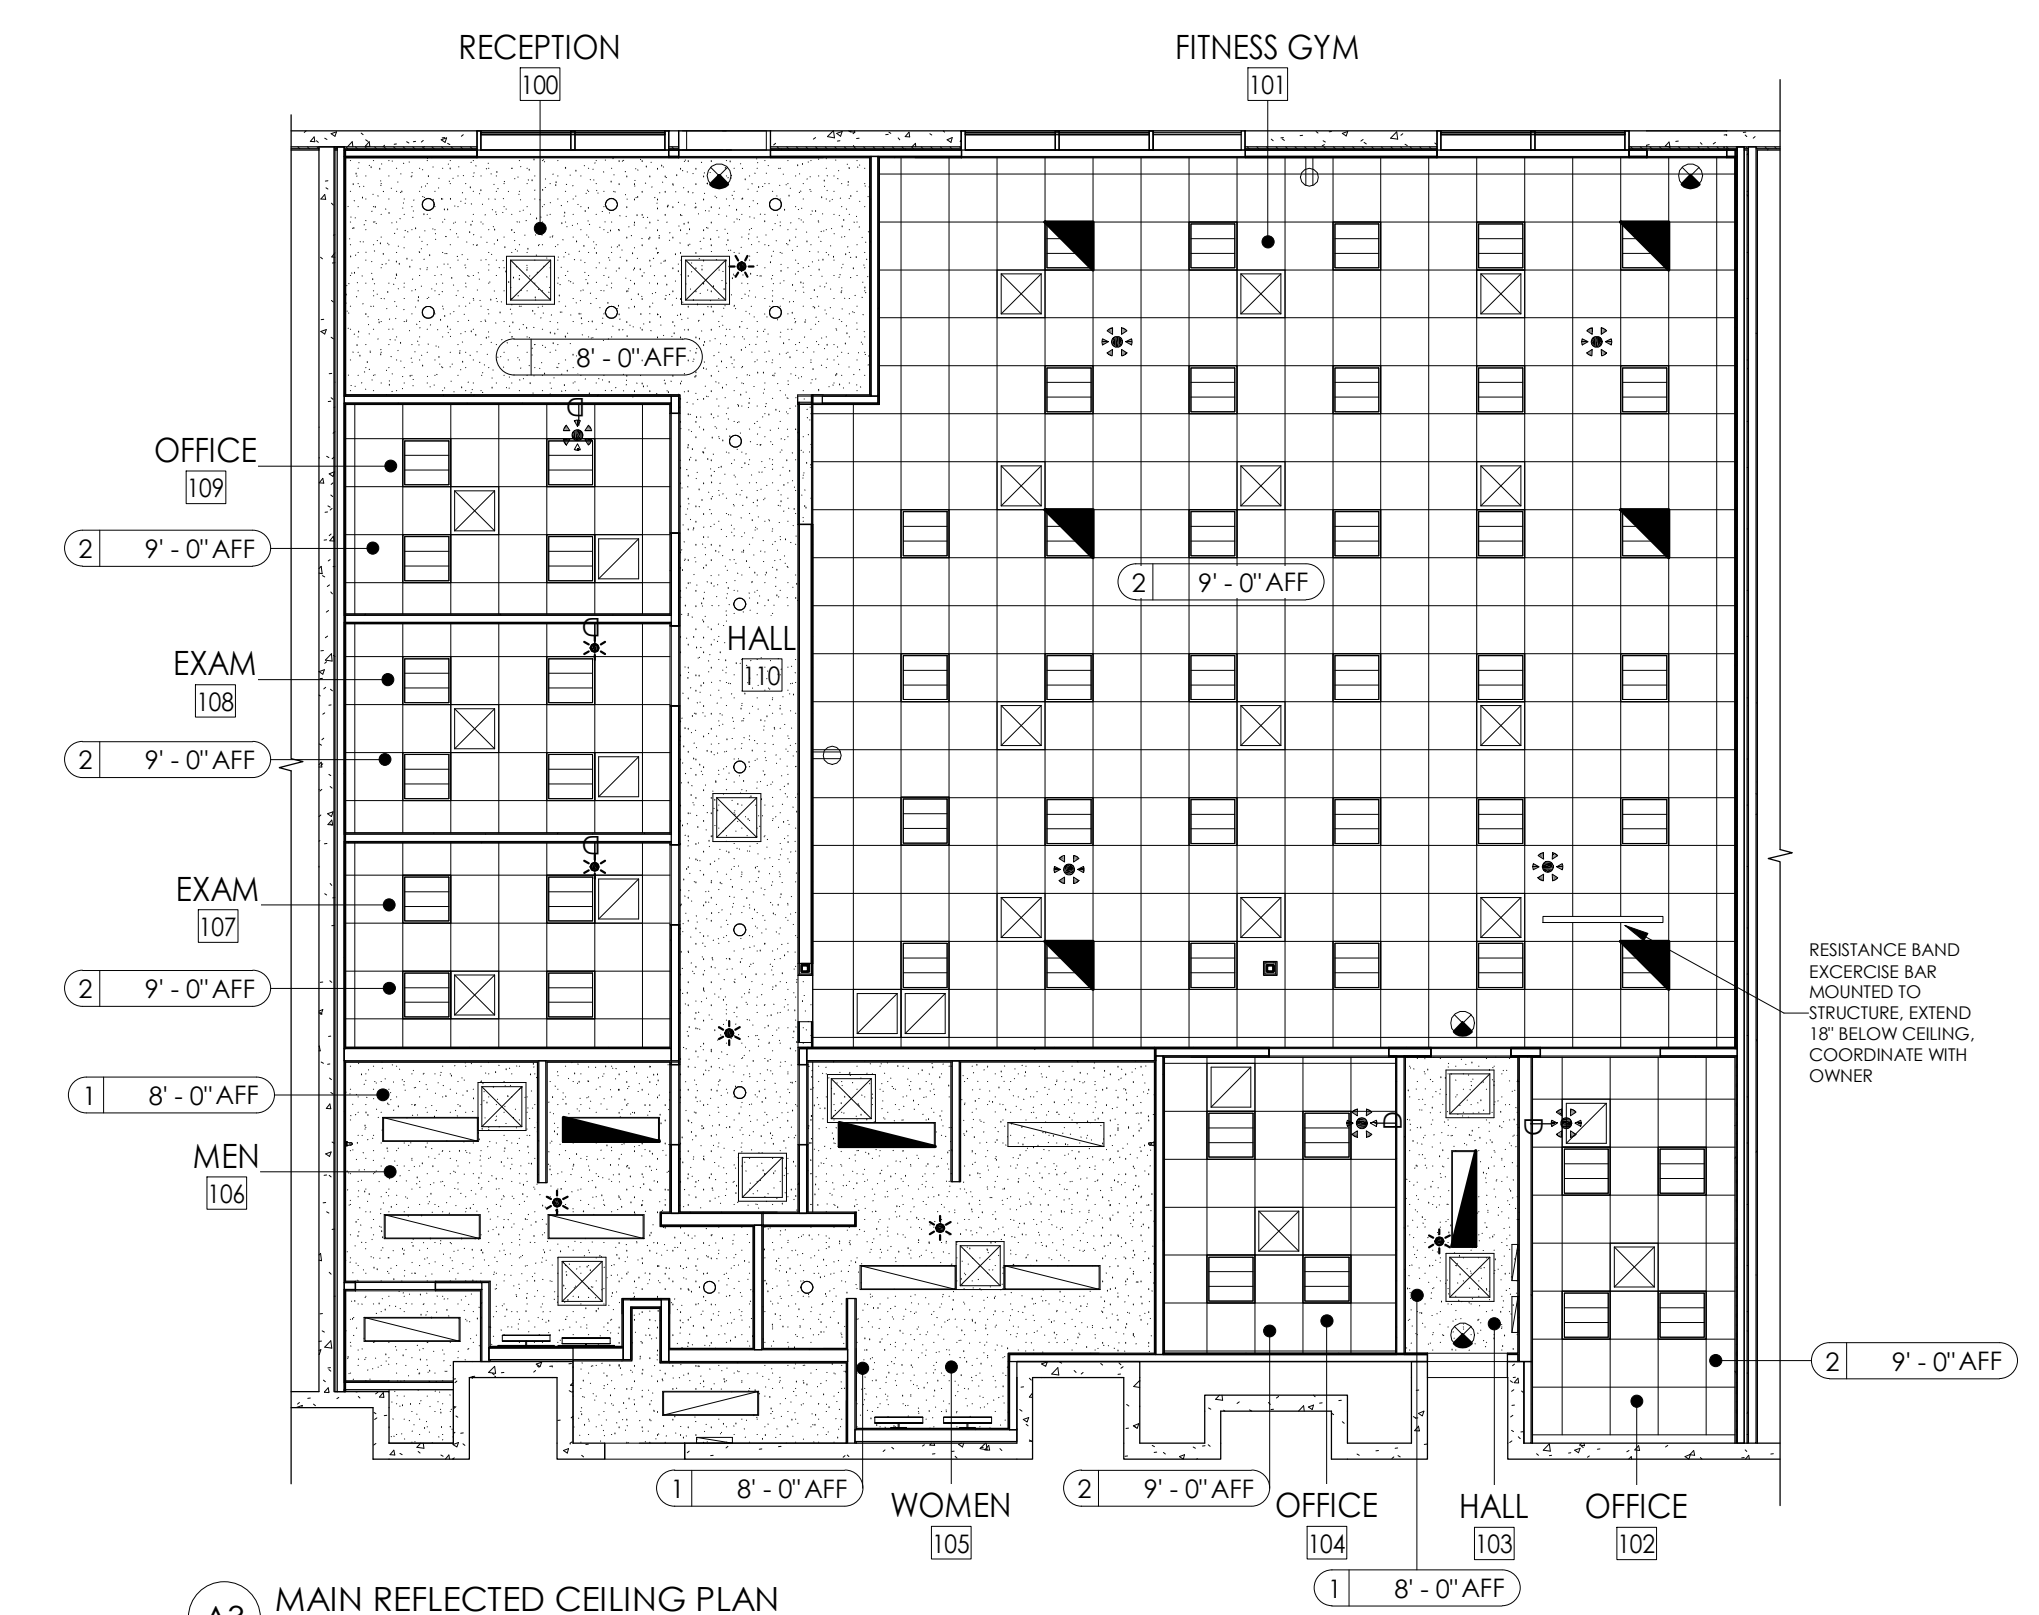 RECEPTION
100
FITNESS GYM
101
8' - 0" AFF
OFFICE
109
2 9' - 0" AFF
2 9' - 0" AFF
HALL
110
EXAM
108
2 9' - 0" AFF
EXAM
107
2 9' - 0" AFF
RESISTANCE BAND
EXCERCISE BAR
MOUNTED TO
STRUCTURE, EXTEND
18" BELOW CEILING,
COORDINATE WITH
OWNER
1 8' - 0" AFF
MEN
106
D
D
D
D
D
2 9' - 0" AFF
1 8' - 0" AFF
WOMEN
105
2 9' - 0" AFF
OFFICE
104
HALL
103
OFFICE
102
1 8' - 0" AFF
MAIN REFLECTED CEILING PLAN